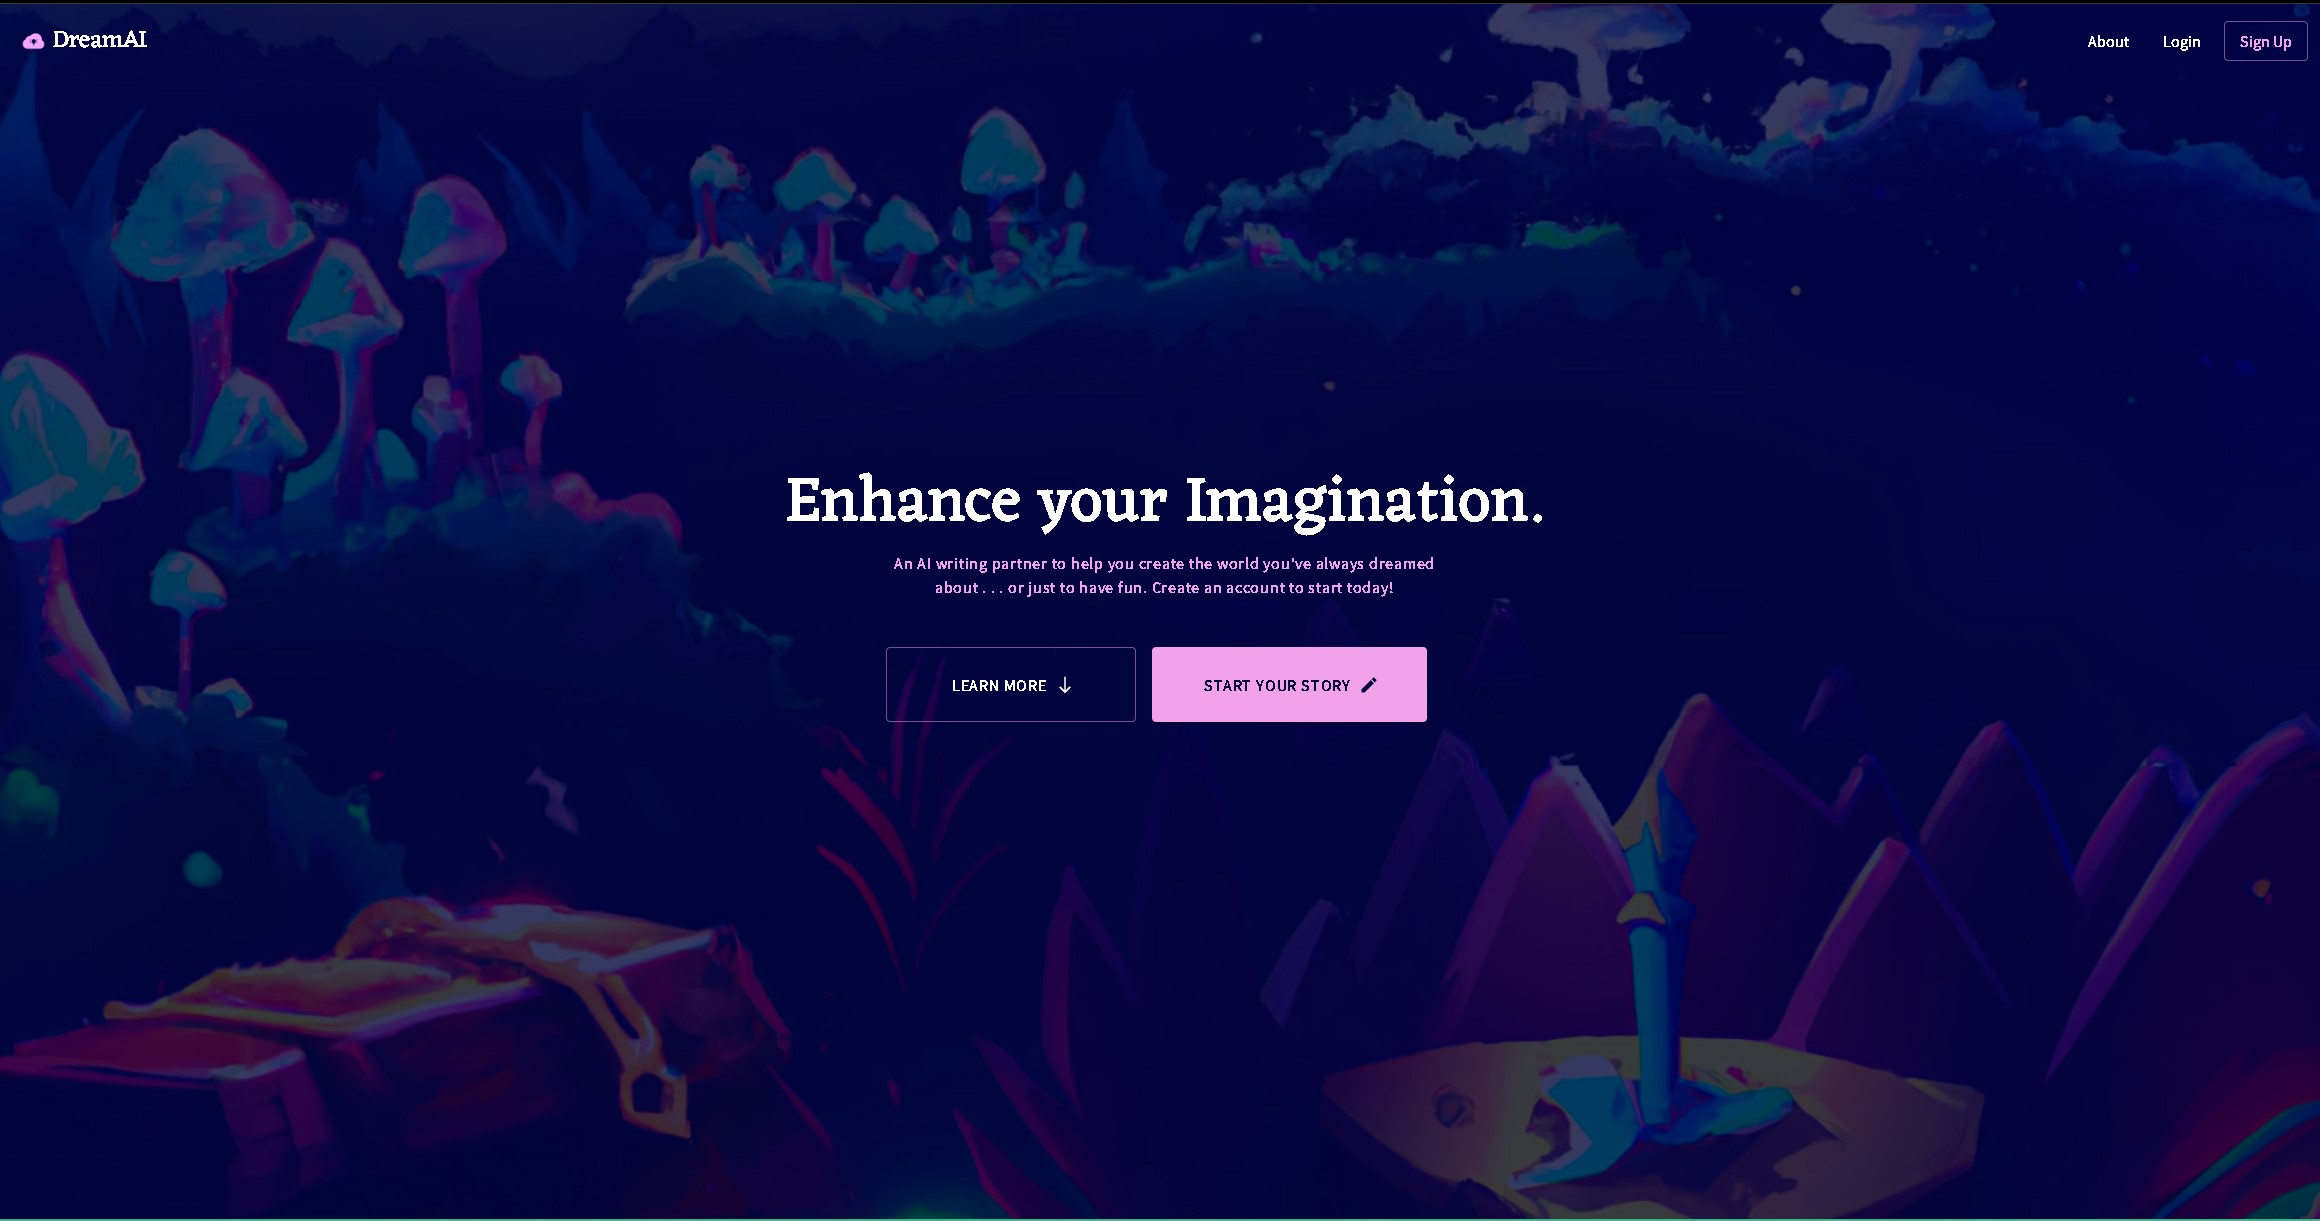 DreamAI
About
Login
Sign Up
Enhance your Imagination.
An AI writing partner to help you create the world you've always dreamed
about . . . or just to have fun. Create an account to start today!
LEARN MORE
START YOUR STORY